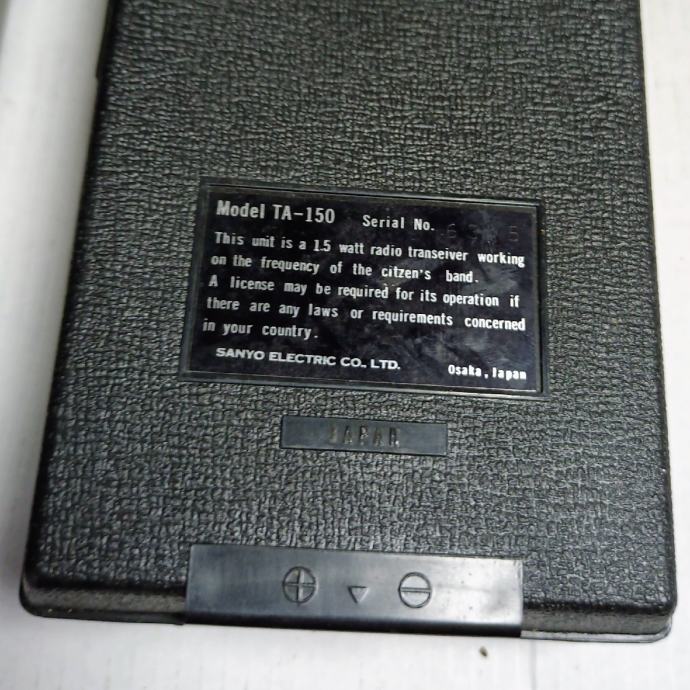 Model TA-150 Serial No.
This unit is a 1.5 watt radio transeiver working
on the frequency of the citzen's band.
A license may be required for its operation if
there are any laws or requirements concerned
in your country.
SANYO ELECTRIC CO., LTD. Osaka, Japan
JAPAN